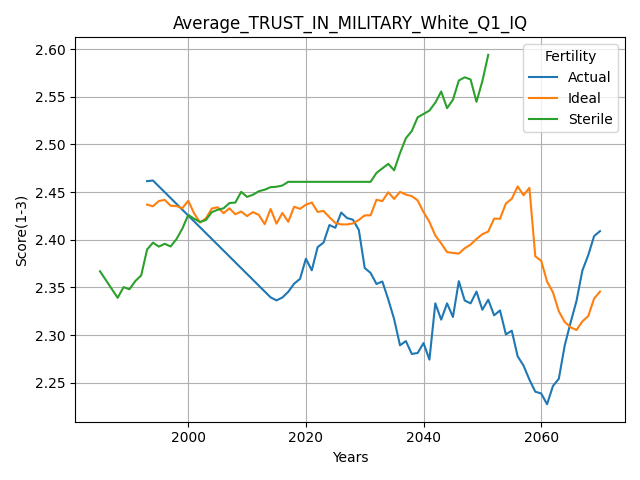 Average_TRUST_IN_MILITARY_White_Q1_IQ
Fertility
Actual
Ideal
Sterile
Score(1-3)
2.60
2.55
2.50
2.45
2.40
2.35
2.30
2.25
2000
2020
2040
2060
Years